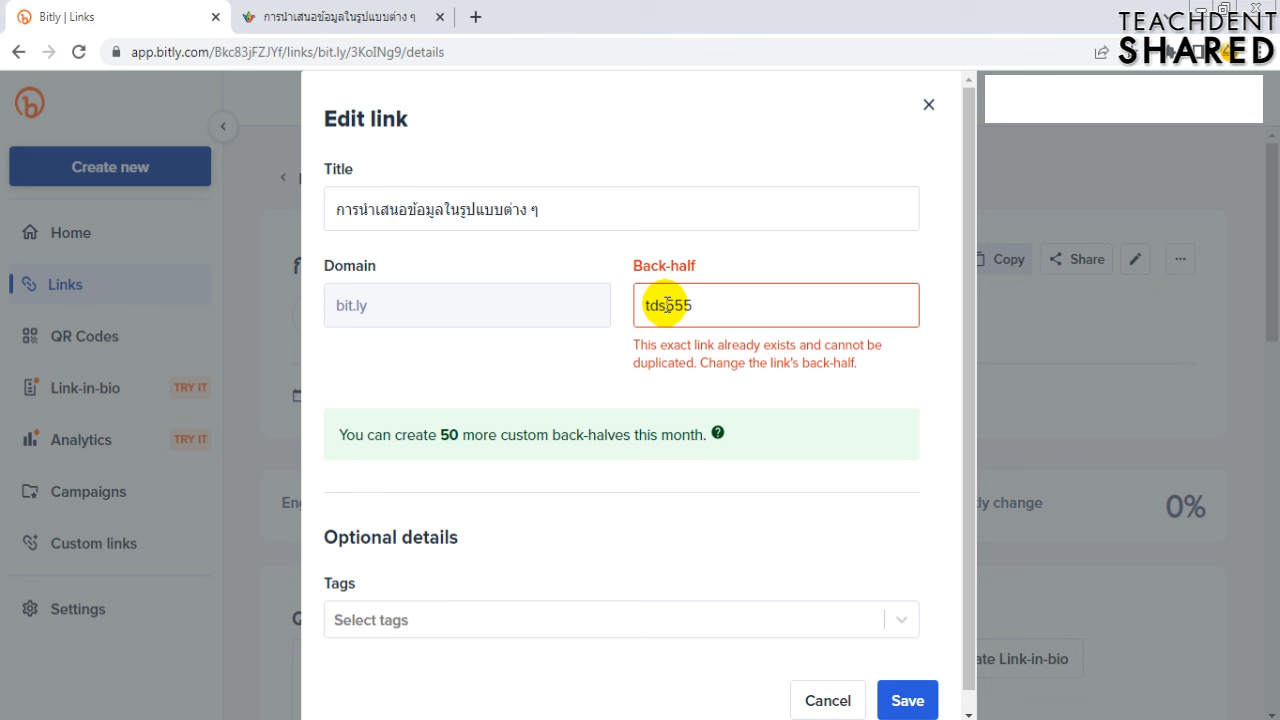 Bitly | Links
การนำเสนอข้อมูลในรูปแบบต่าง ๆ
TEACHDENT
SHARED
app.bitly.com/Bkc83jFZJYf/links/bit.ly/3KoINg9/details
Edit link
Create new
Title
การนำเสนอข้อมูลในรูปแบบต่าง ๆ
Home
Domain
Back-half
Copy
Share
Links
bit.ly
tds555
QR Codes
This exact link already exists and cannot be
duplicated. Change the link's back-half.
Link-in-bio
TRY IT
You can create 50 more custom back-halves this month.
Analytics
TRY IT
Campaigns
change
0%
Optional details
Custom links
Tags
Settings
Select tags
Link-in-bio
Cancel
Save